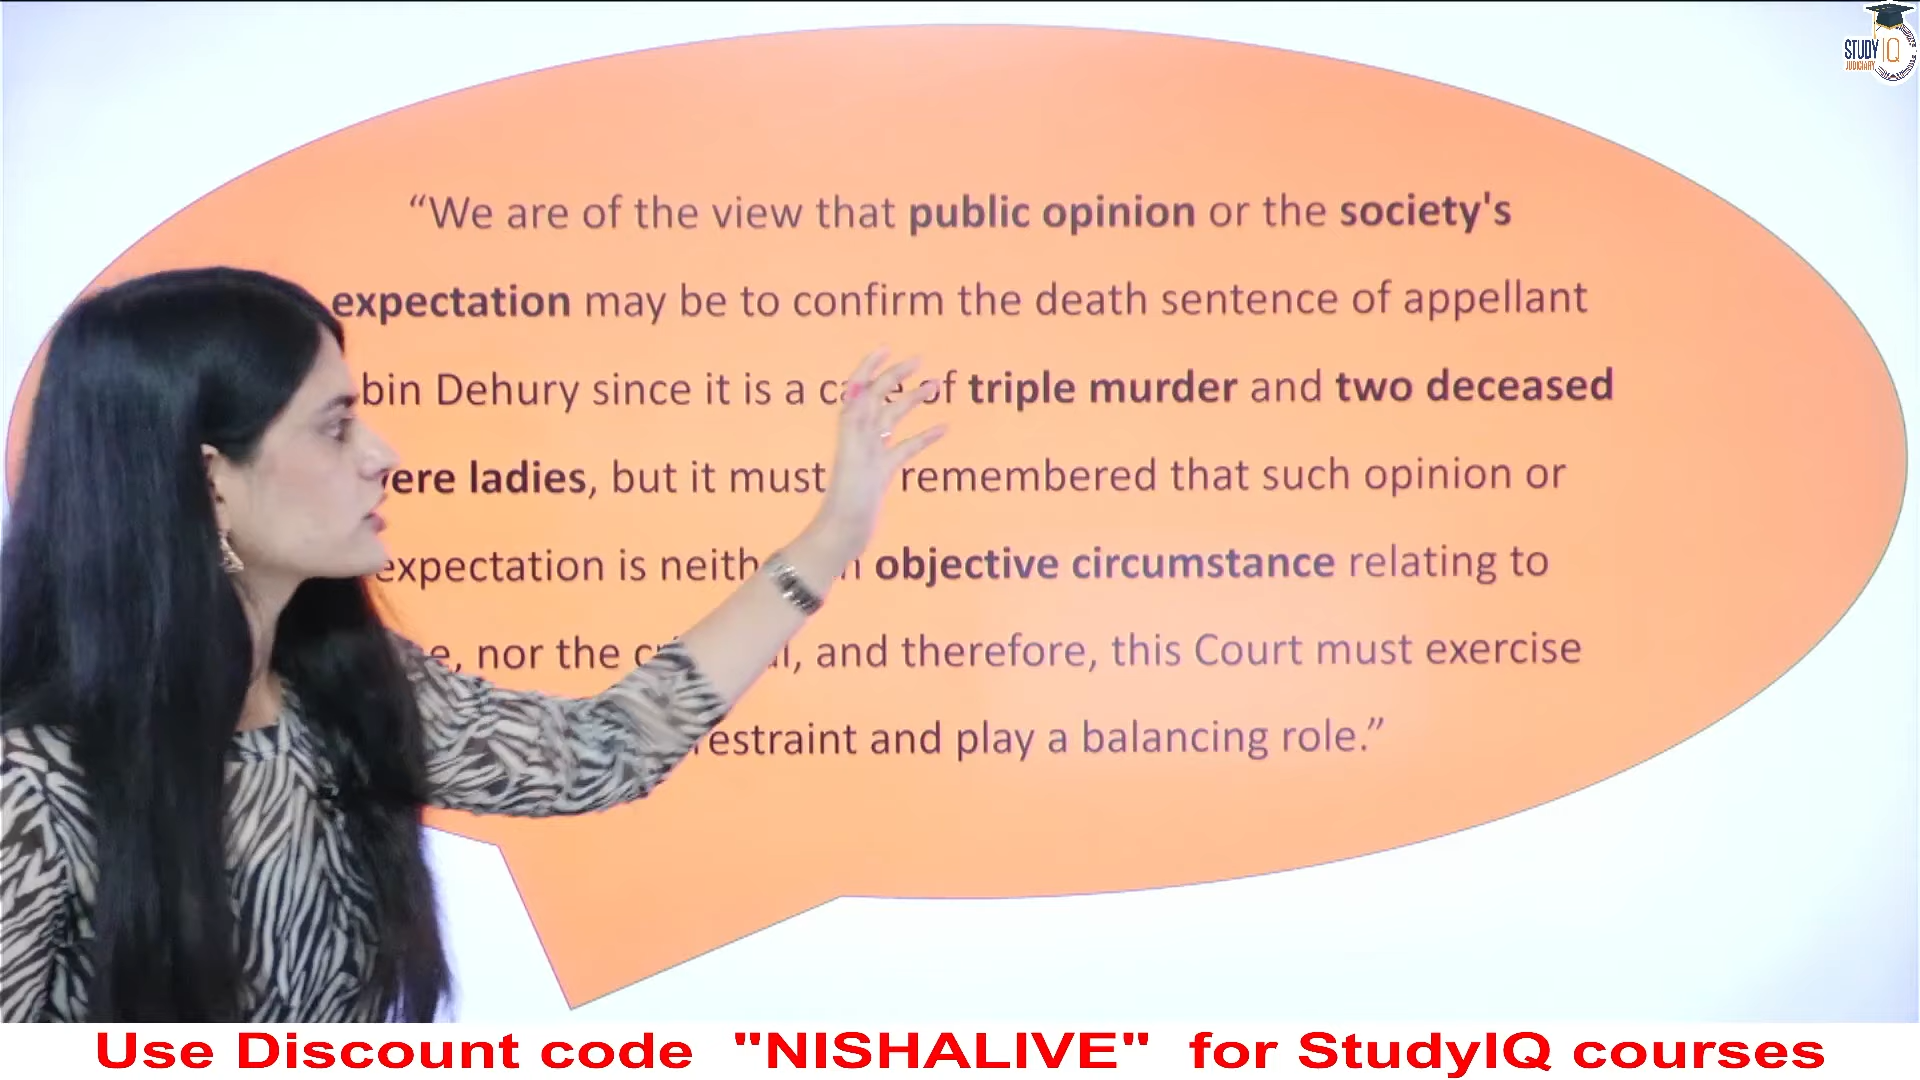 STUDY IQ
JUDICIARY
“We are of the view that public opinion or the society's
expectation may be to confirm the death sentence of appellant
bin Dehury since it is a of triple murder and two deceased
ere ladies, but it must remembered that such opinion or
expectation is neith objective circumstance relating to
e, nor the and therefore, this Court must exercise
restraint and play a balancing role.”
Use Discount code "NISHALIVE" for StudyIQ courses